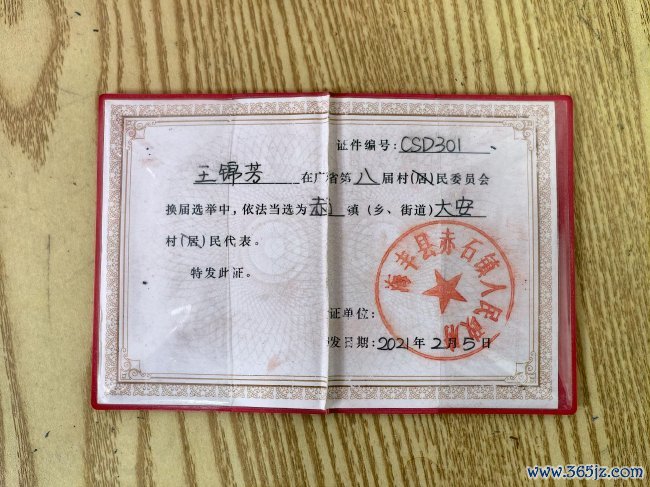 证件编号:CSD301
王锦芳 在广省第八届村(居)民委员会
换届选举中,依法当选为赤 镇(乡、街道)大安
村(居)民代表。
特发此证。
海丰县赤石镇人民政府
证单位:
发日期:2021年2月5日
www.365jz.com